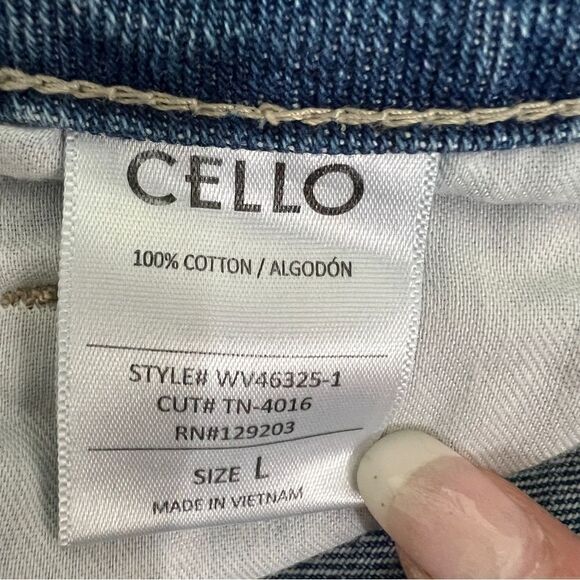 CELLO
100% COTTON / ALGODÓN
STYLE# WV46325-1
CUT# TN-4016
RN#129203
SIZE L
MADE IN VIETNAM